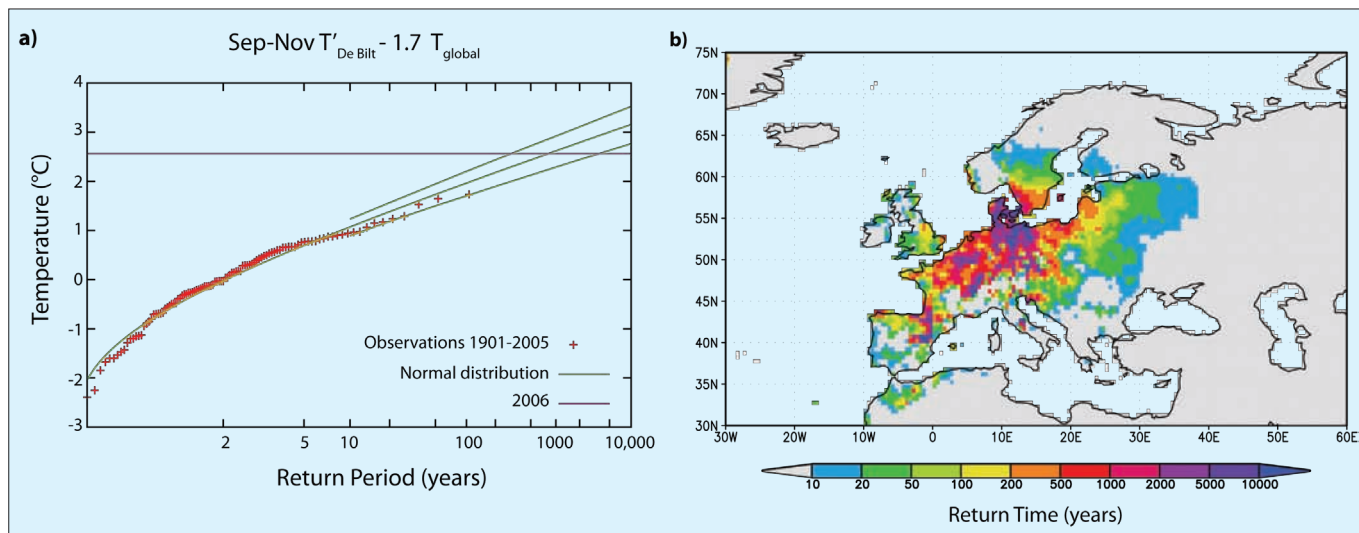 a)
Sep-Nov T′De Bilt - 1.7 Tglobal
4
3
2
1
0
-1
-2
-3
Temperature (°C)
Observations 1901-2005
Normal distribution
2006
2 5 10 100 1000 10,000
Return Period (years)
b)
75N
70N
65N
60N
55N
50N
45N
40N
35N
30N
30W 20W 10W 0 10E 20E 30E 40E 50E 60E
10 20 50 100 200 500 1000 2000 5000 10000
Return Time (years)